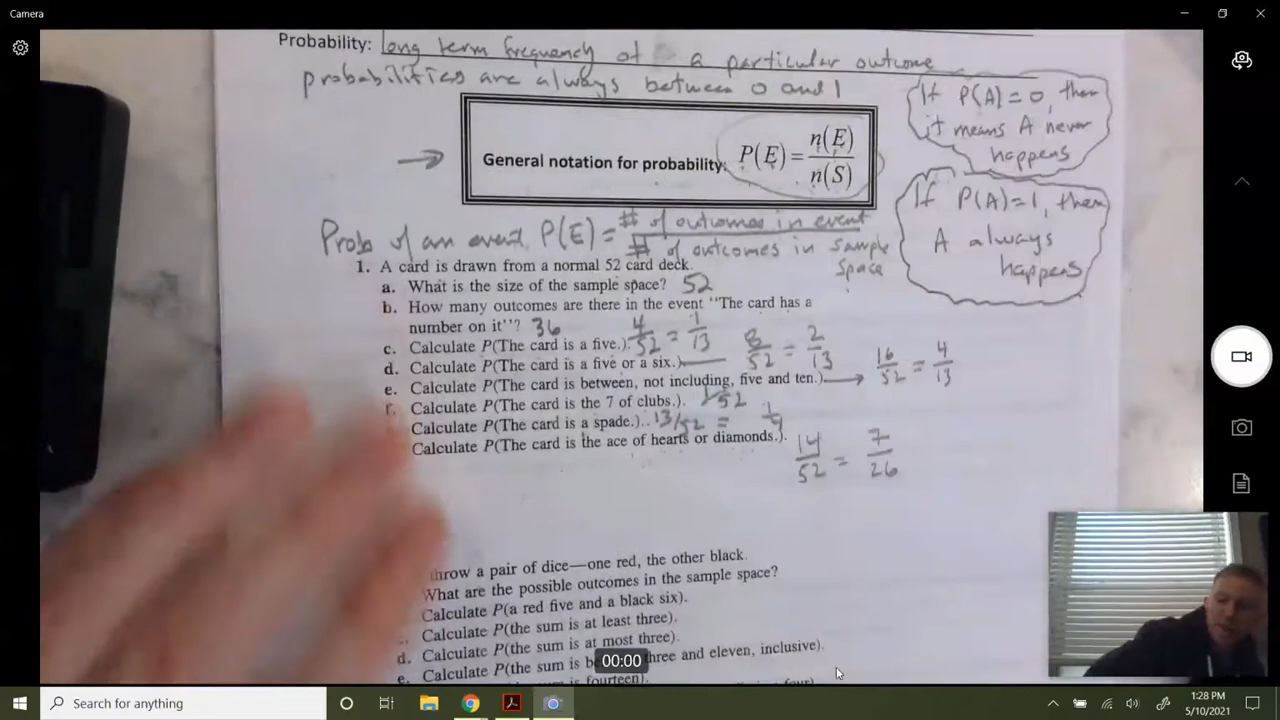 Camera
Probability: long term frequency of a particular outcome
probabilities are always between 0 and 1
If P(A)=0, then
it means A never
happens
General notation for probability: P(E) = n(E)/n(S)
If P(A)=1, then
A always
happens
Prob of an event P(E) = # of outcomes in event
# of outcomes in sample
space
1. A card is drawn from a normal 52 card deck.
a. What is the size of the sample space? 52
b. How many outcomes are there in the event "The card has a
number on it"? 36
c. Calculate P(The card is a five.). 4/52 = 1/13
d. Calculate P(The card is a five or a six.) 8/52 = 2/13
e. Calculate P(The card is between, not including, five and ten.) 16/52 = 4/13
f. Calculate P(The card is the 7 of clubs.). 1/52
Calculate P(The card is a spade.). 13/52 = 1/4
Calculate P(The card is the ace of hearts or diamonds.). 14/52 = 7/26
throw a pair of dice—one red, the other black.
What are the possible outcomes in the sample space?
Calculate P(a red five and a black six).
Calculate P(the sum is at least three).
d. Calculate P(the sum is at most three).
e. Calculate P(the sum is be three and eleven, inclusive).
fourteen).
00:00
Type here to search
1:28 PM
5/10/2021